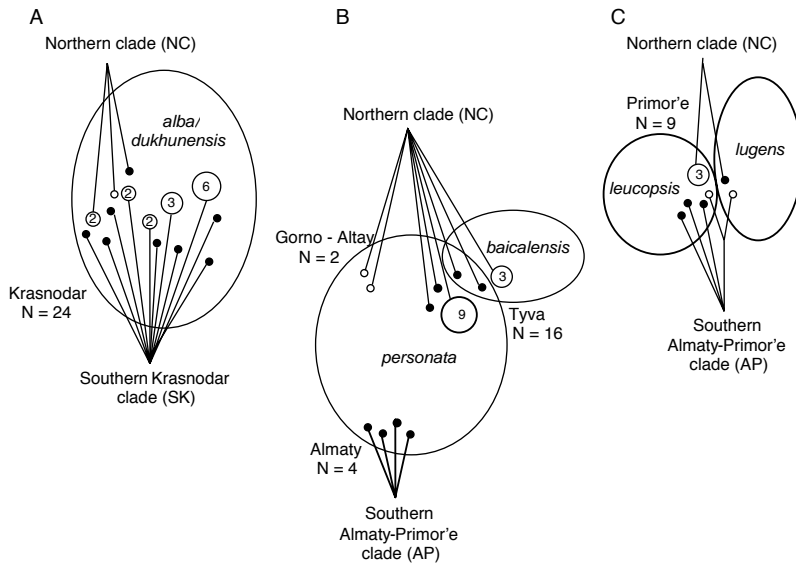 A
Northern clade (NC)
alba/
dukhunensis
2
2
2
3
6
Krasnodar
N = 24
Southern Krasnodar
clade (SK)
B
Northern clade (NC)
Gorno - Altay
N = 2
baicalensis
3
9
Tyva
N = 16
personata
Almaty
N = 4
Southern
Almaty-Primor'e
clade (AP)
C
Northern clade (NC)
Primor'e
N = 9
3
leucopsis
lugens
Southern
Almaty-Primor'e
clade (AP)